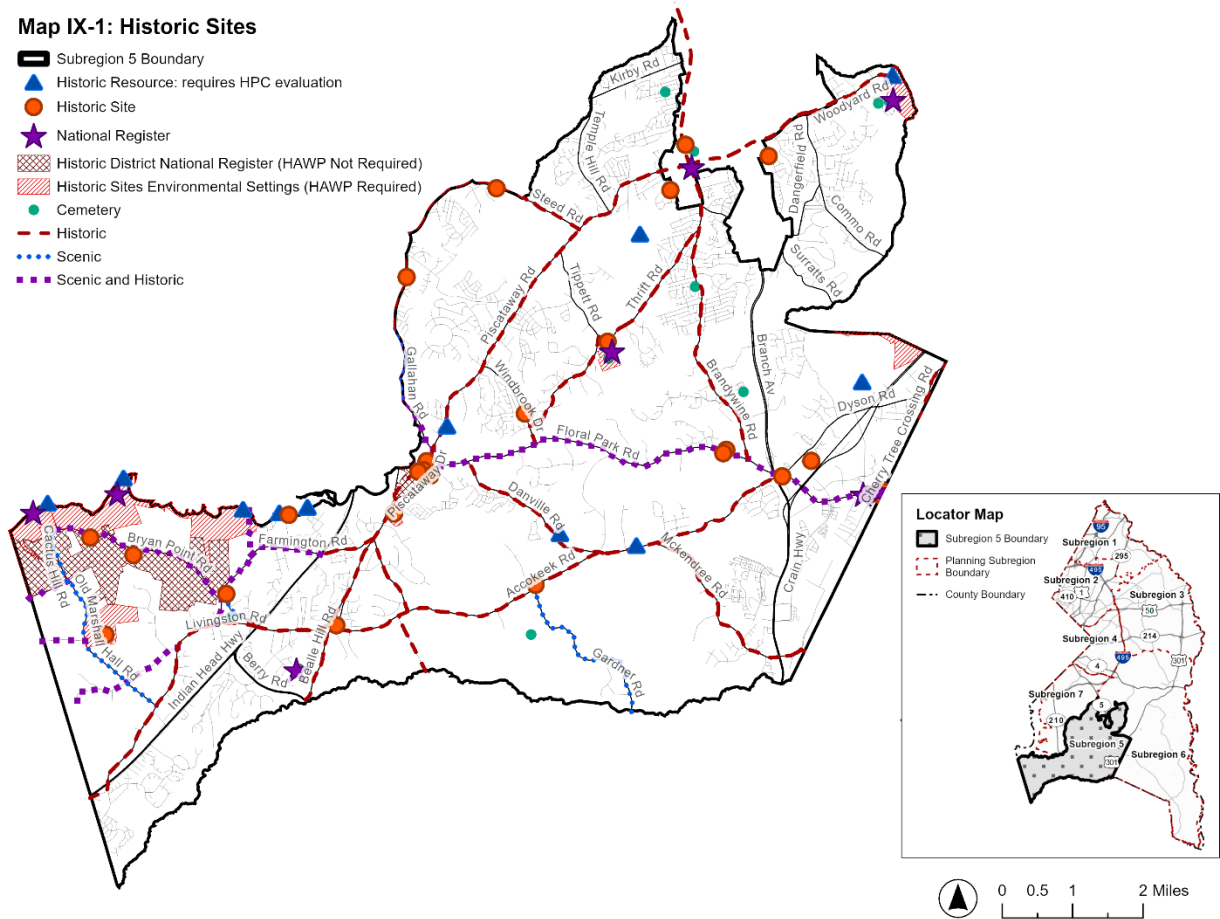 Map IX-1: Historic Sites
Subregion 5 Boundary
Historic Resource: requires HPC evaluation
Historic Site
National Register
Historic District National Register (HAWP Not Required)
Historic Sites Environmental Settings (HAWP Required)
Cemetery
Historic
Scenic
Scenic and Historic
Kirby Rd
Temple Hill Rd
Woodyard Rd
Dangerfield Rd
Commo Rd
Surratts Rd
Steed Rd
Piscataway Rd
Tippett Rd
Thrift Rd
Gallahan Rd
Windbrook Dr
Brandywine Rd
Branch Av
Dyson Rd
Cherry Tree Crossing Rd
Floral Park Rd
Piscataway Dr
Danville Rd
Mckendree Rd
Crain Hwy
Accokeek Rd
Farmington Rd
Bryan Point Rd
Cactus Hill Rd
Old Marshall Hall Rd
Livingston Rd
Indian Head Hwy
Berry Rd
Bealle Hill Rd
Gardner Rd
Locator Map
Subregion 5 Boundary
Planning Subregion
Boundary
County Boundary
95
Subregion 1
295
495
Subregion 2
410
1
Subregion 3
50
Subregion 4
214
301
495
4
Subregion 7
5
210
Subregion 5
301
Subregion 6
0 0.5 1 2 Miles